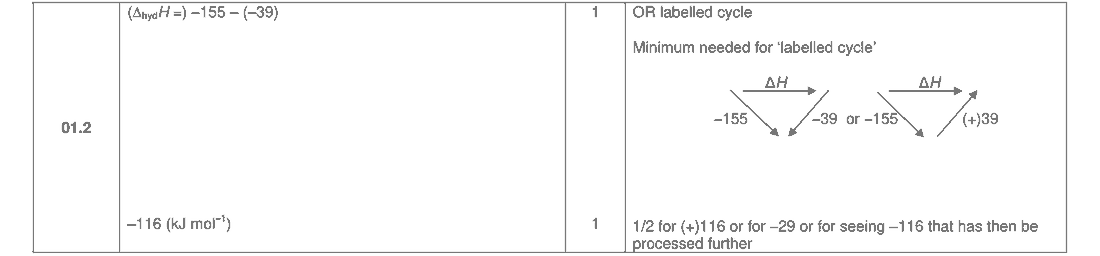 (ΔhydH =) –155 – (–39)
1
OR labelled cycle
Minimum needed for 'labelled cycle'
ΔH
ΔH
–155
–39 or –155
(+)39
01.2
–116 (kJ mol⁻¹)
1
1/2 for (+)116 or for –29 or for seeing –116 that has then be
processed further